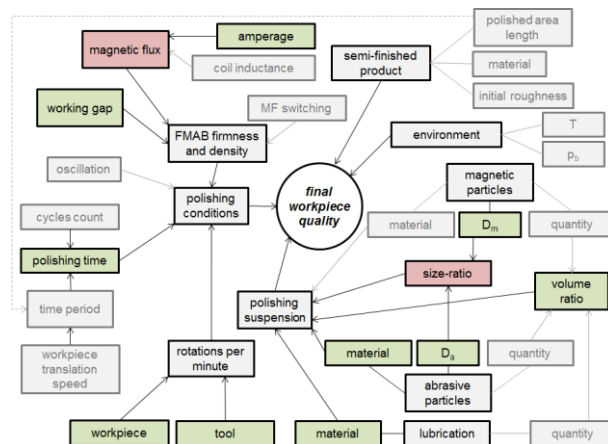 polished area
length
amperage
magnetic flux
semi-finished
product
material
coil inductance
initial roughness
working gap
MF switching
T
environment
FMAB firmness
and density
p_b
oscillation
magnetic
particles
final
workpiece
quality
polishing
conditions
material
D_m
quantity
cycles count
polishing time
size-ratio
volume
ratio
time period
polishing
suspension
material
D_a
quantity
workpiece
translation
speed
rotations per
minute
abrasive
particles
workpiece
tool
material
lubrication
quantity